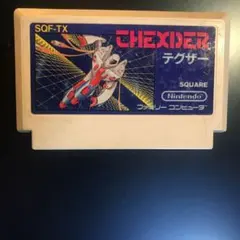 SQF-TX
THEXDER
テグザー
SQUARE
Nintendo
ファミリー コンピュータ